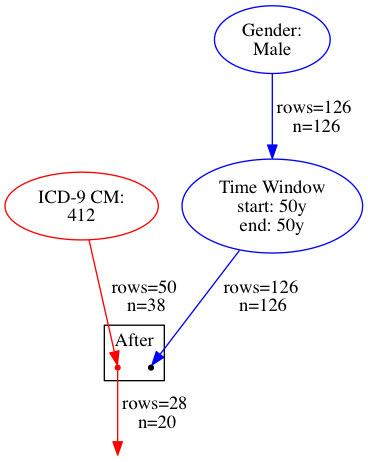 Gender:
Male
rows=126
n=126
Time Window
start: 50y
end: 50y
ICD-9 CM:
412
rows=50
n=38
rows=126
n=126
After
rows=28
n=20